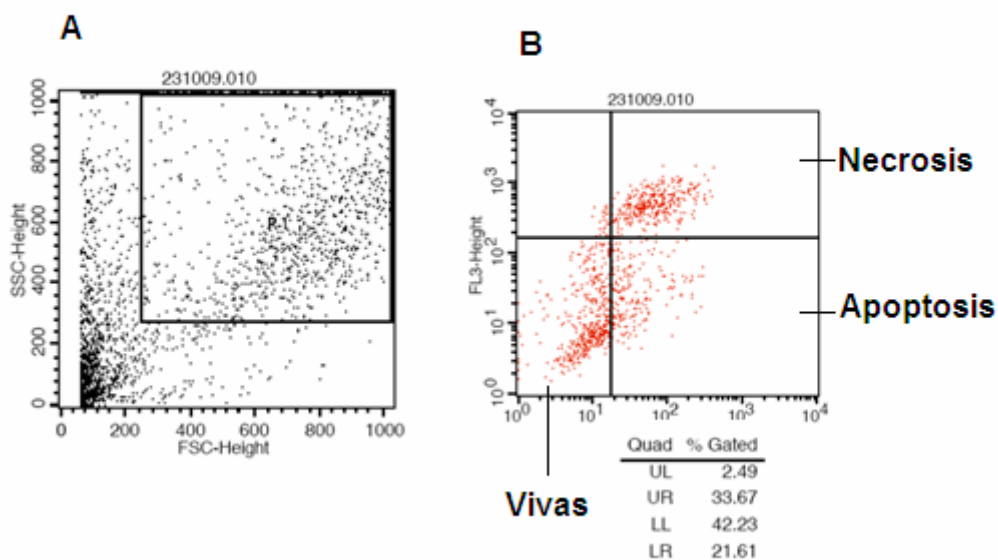 A
231009.010
1000
800
600
400
200
0
SSC-Height
R1
0 200 400 600 800 1000
FSC-Height
B
231009.010
10^4
10^3
10^2
10^1
10^0
FL3-Height
10^0 10^1 10^2 10^3 10^4
Necrosis
Apoptosis
Vivas
Quad % Gated
UL 2.49
UR 33.67
LL 42.23
LR 21.61